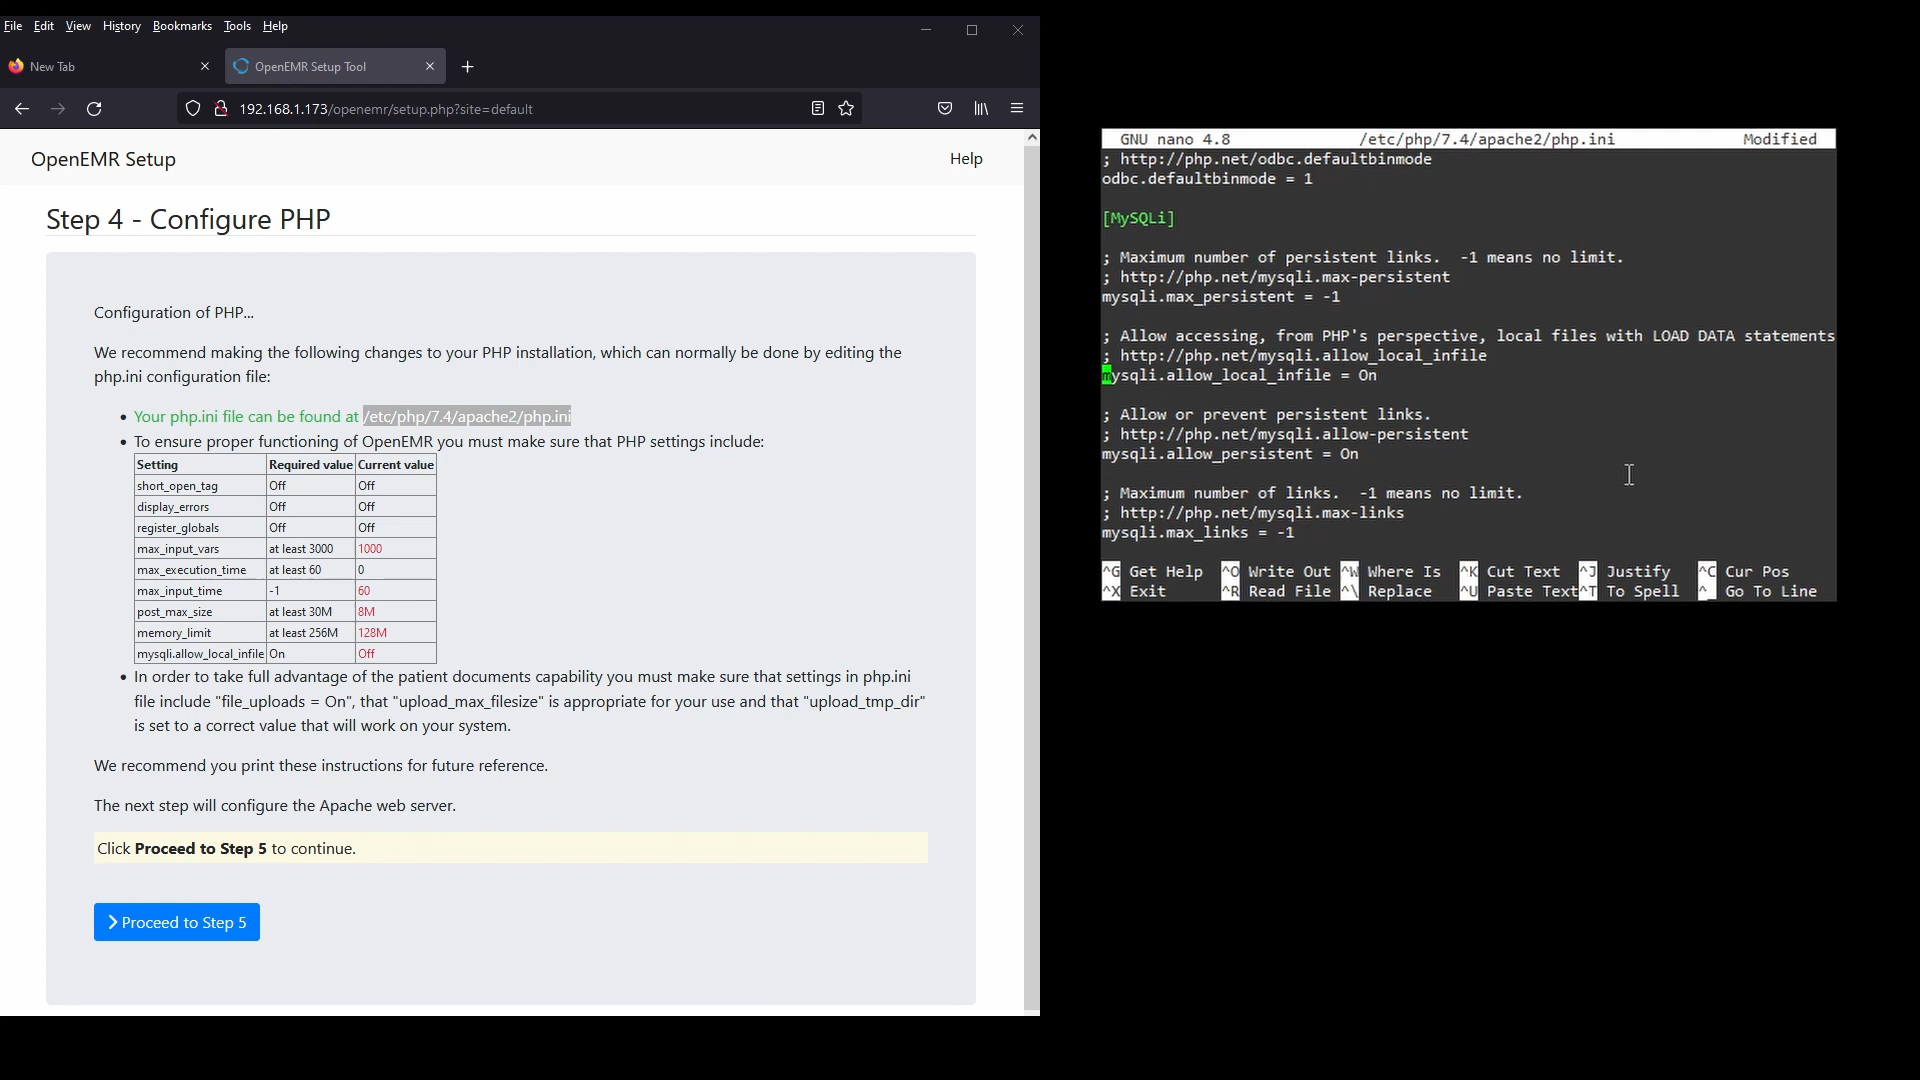 File Edit View History Bookmarks Tools Help
New Tab
OpenEMR Setup Tool
192.168.1.173/openemr/setup.php?site=default
OpenEMR Setup
Help
Step 4 - Configure PHP
Configuration of PHP...
We recommend making the following changes to your PHP installation, which can normally be done by editing the
php.ini configuration file:
• Your php.ini file can be found at /etc/php/7.4/apache2/php.ini
• To ensure proper functioning of OpenEMR you must make sure that PHP settings include:
Setting Required value Current value
short_open_tag Off Off
display_errors Off Off
register_globals Off Off
max_input_vars at least 3000 1000
max_execution_time at least 60 0
max_input_time -1 60
post_max_size at least 30M 8M
memory_limit at least 256M 128M
mysqli.allow_local_infile On Off
• In order to take full advantage of the patient documents capability you must make sure that settings in php.ini
file include "file_uploads = On", that "upload_max_filesize" is appropriate for your use and that "upload_tmp_dir"
is set to a correct value that will work on your system.
We recommend you print these instructions for future reference.
The next step will configure the Apache web server.
Click Proceed to Step 5 to continue.
Proceed to Step 5
GNU nano 4.8 /etc/php/7.4/apache2/php.ini Modified
; http://php.net/odbc.defaultbinmode
odbc.defaultbinmode = 1
[MySQLi]
; Maximum number of persistent links.  -1 means no limit.
; http://php.net/mysqli.max-persistent
mysqli.max_persistent = -1
; Allow accessing, from PHP's perspective, local files with LOAD DATA statements
; http://php.net/mysqli.allow_local_infile
mysqli.allow_local_infile = On
; Allow or prevent persistent links.
; http://php.net/mysqli.allow-persistent
mysqli.allow_persistent = On
; Maximum number of links.  -1 means no limit.
; http://php.net/mysqli.max-links
mysqli.max_links = -1
^G Get Help ^O Write Out ^W Where Is ^K Cut Text ^J Justify ^C Cur Pos
^X Exit ^R Read File ^\ Replace ^U Paste Text ^T To Spell ^_ Go To Line